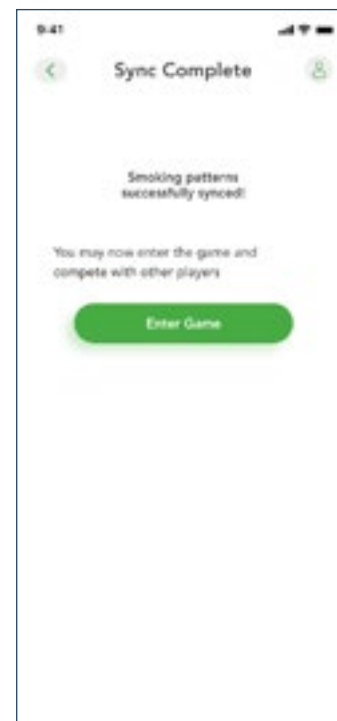 9:41
Sync Complete
Smoking patterns
successfully synced!
You may now enter the game and
compete with other players
Enter Game